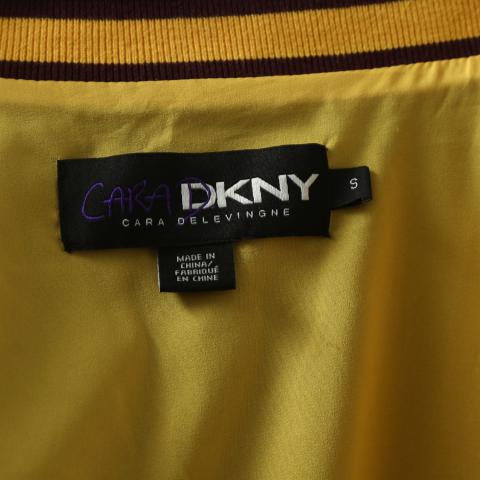 CARA D DKNY S
CARA DELEVINGNE
MADE IN
CHINA/
FABRIQUÉ
EN CHINE